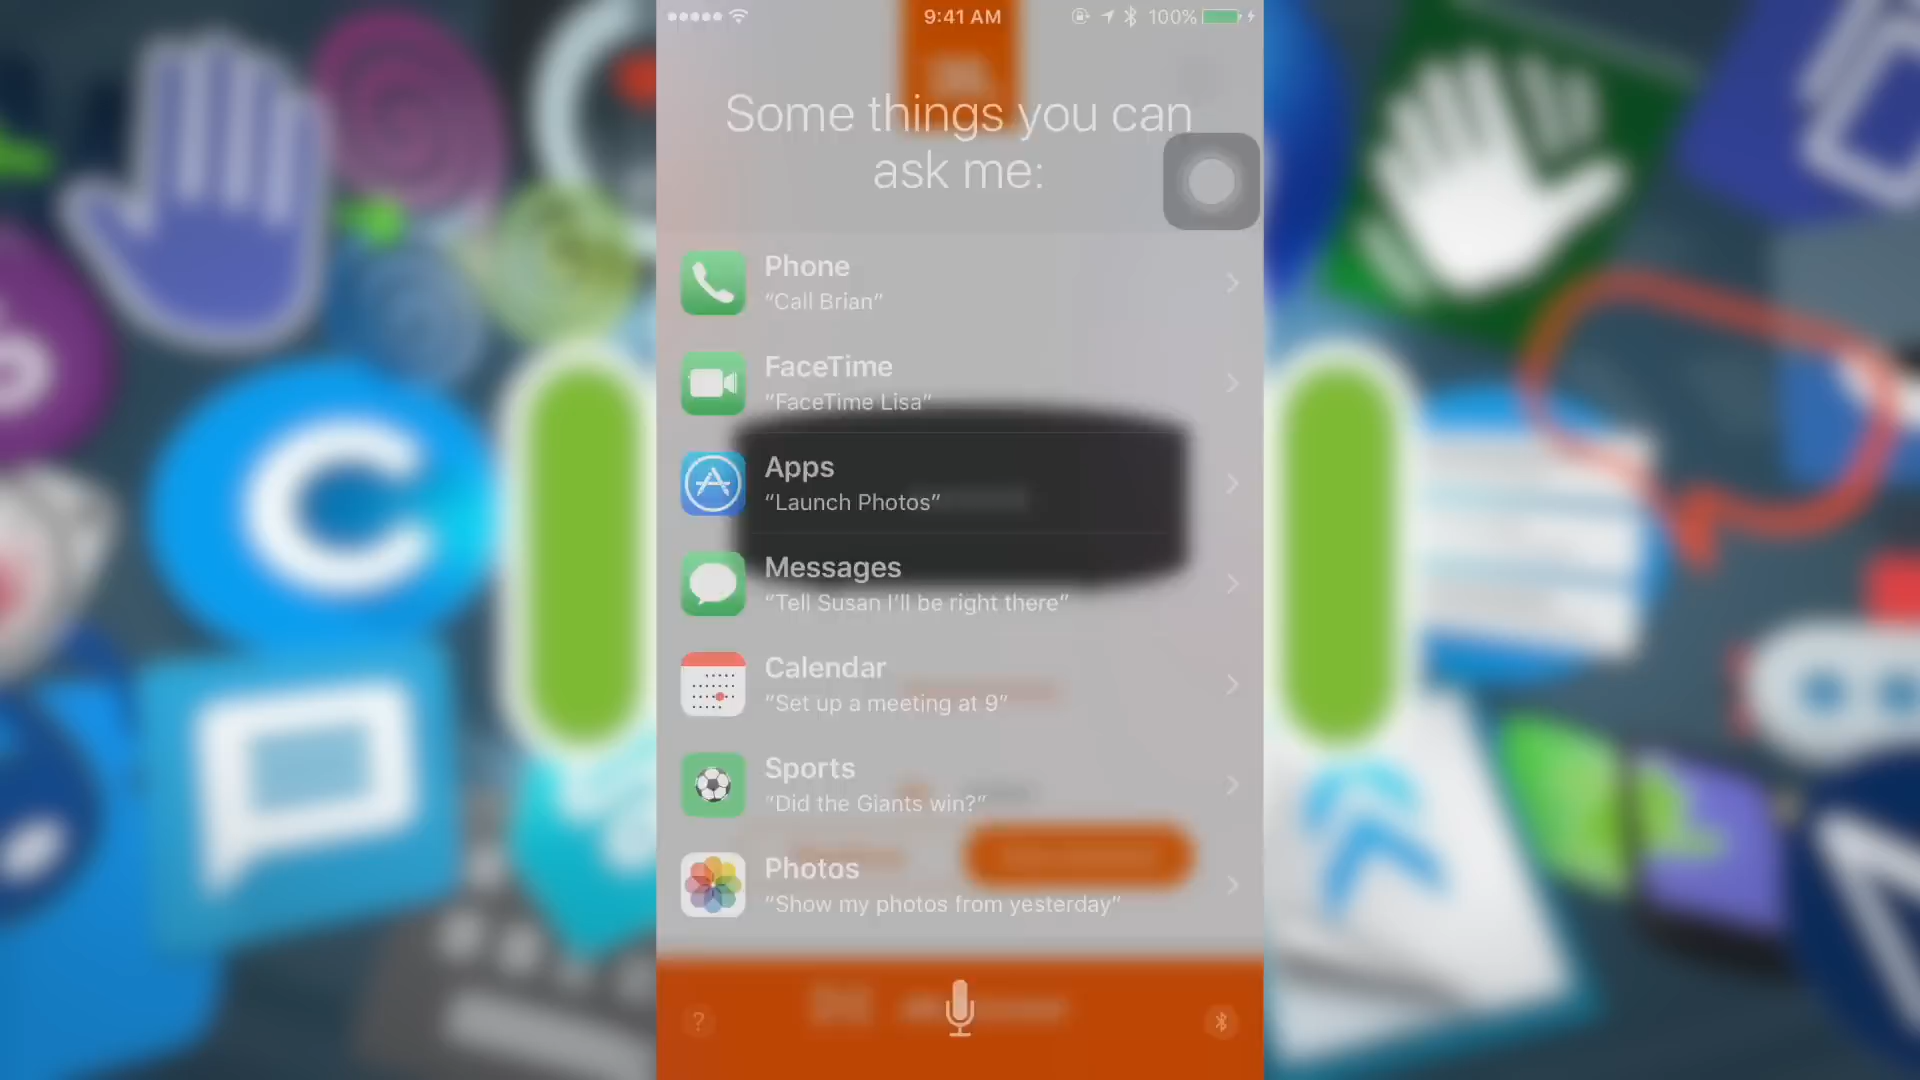 9:41 AM
100%
Some things you can
ask me:
Phone
“Call Brian”
FaceTime
“FaceTime Lisa”
Apps
“Launch Photos”
Messages
“Tell Susan I’ll be right there”
Calendar
“Set up a meeting at 9”
Sports
“Did the Giants win?”
Photos
“Show my photos from yesterday”
?